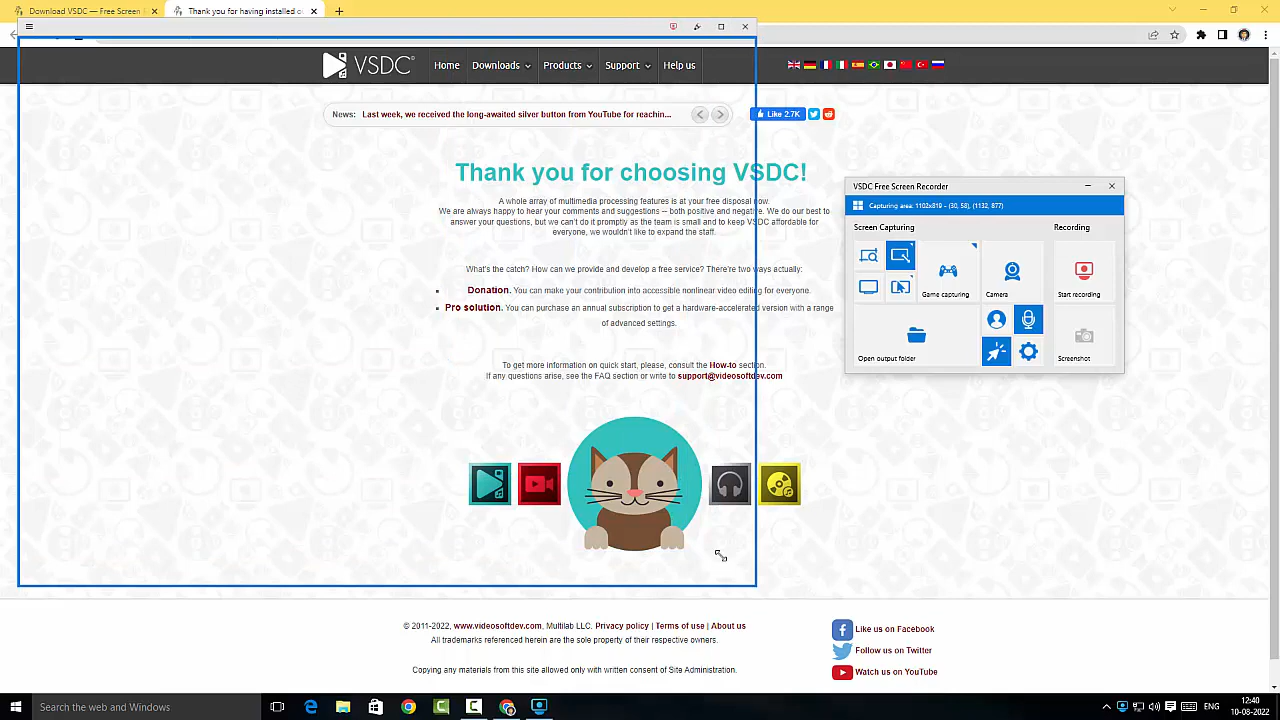 Download VSDC — Free Screen
Thank you for having installed ou
VSDC
Home
Downloads
Products
Support
Help us
News:
Last week, we received the long-awaited silver button from YouTube for reachin...
Like 2.7K
Thank you for choosing VSDC!
A whole array of multimedia processing features is at your free disposal now.
We are always happy to hear your comments and suggestions -- both positive and negative. We do our best to
answer your questions, but we can't do it promptly as the team is small and to keep VSDC affordable for
everyone, we wouldn't like to expand the staff.
What's the catch? How can we provide and develop a free service? There're two ways actually:
Donation. You can make your contribution into accessible nonlinear video editing for everyone.
Pro solution. You can purchase an annual subscription to get a hardware-accelerated version with a range
of advanced settings.
To get more information on quick start, please, consult the How-to section.
If any questions arise, see the FAQ section or write to support@videosoftdev.com
VSDC Free Screen Recorder
Capturing area: 1102x819 - (30, 58), (1132, 877)
Screen Capturing
Recording
Game capturing
Camera
Start recording
Open output folder
Screenshot
© 2011-2022, www.videosoftdev.com, Multilab LLC. Privacy policy | Terms of use | About us
All trademarks referenced herein are the sole property of their respective owners.
Copying any materials from this site allowed only with written consent of Site Administration.
Like us on Facebook
Follow us on Twitter
Watch us on YouTube
Search the web and Windows
ENG
12:40
10-08-2022